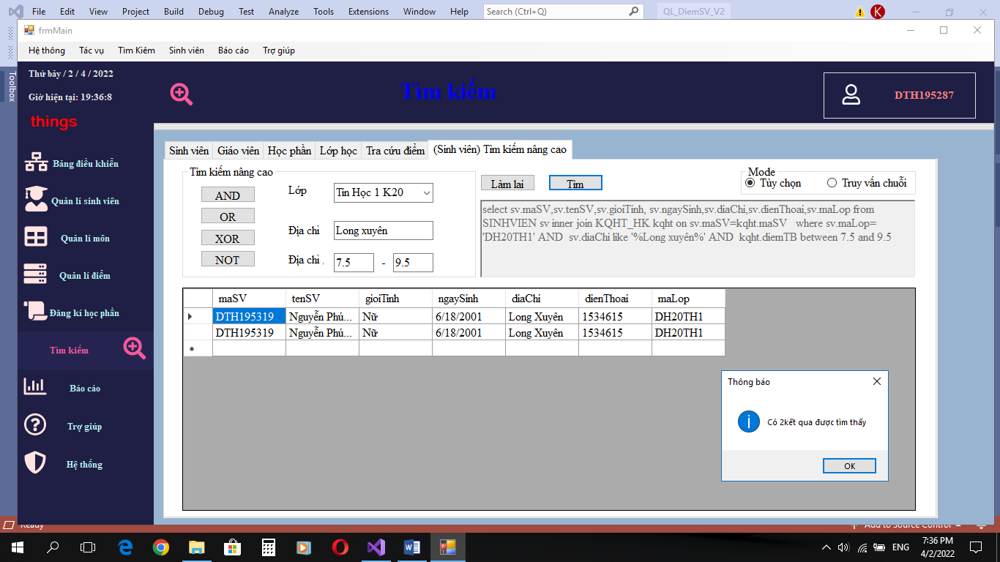 File Edit View Project Build Debug Test Analyze Tools Extensions Window Help Search (Ctrl+Q) QL_DiemSV_V2 K
frmMain
Hệ thông Tác vụ Tìm Kiêm Sinh viên Báo cáo Trợ giúp
Toolbox
Thứ bảy / 2 / 4 / 2022
Giờ hiện tại: 19:36:8
things
Tìm kiếm
DTH195287
Bảng điều khiển
Quản lí sinh viên
Quản lí môn
Quản lí điểm
Đăng kí học phần
Tìm kiếm
Báo cáo
Trợ giúp
Hệ thống
Sinh viên Giáo viên Học phần Lớp học Tra cứu điểm (Sinh viên) Tìm kiếm nâng cao
Tìm kiếm nâng cao
AND
OR
XOR
NOT
Lớp Tin Học 1 K20
Địa chỉ Long xuyên
Địa chỉ 7.5 - 9.5
Làm lai Tìm
Mode
Tùy chọn Truy vấn chuỗi
select sv.maSV,sv.tenSV,sv.gioiTinh, sv.ngaySinh,sv.diaChi,sv.dienThoai,sv.maLop from
SINHVIEN sv inner join KQHT_HK kqht on sv.maSV=kqht.maSV where sv.maLop=
'DH20TH1' AND sv.diaChi like '%Long xuyên%' AND kqht.diemTB between 7.5 and 9.5
maSV tenSV gioiTinh ngaySinh diaChi dienThoai maLop
DTH195319 Nguyễn Phú... Nữ 6/18/2001 Long Xuyên 1534615 DH20TH1
DTH195319 Nguyễn Phú... Nữ 6/18/2001 Long Xuyên 1534615 DH20TH1
Thông báo
Có 2kết qua được tìm thấy
OK
Ready Add to Source Control
ENG 7:36 PM
4/2/2022